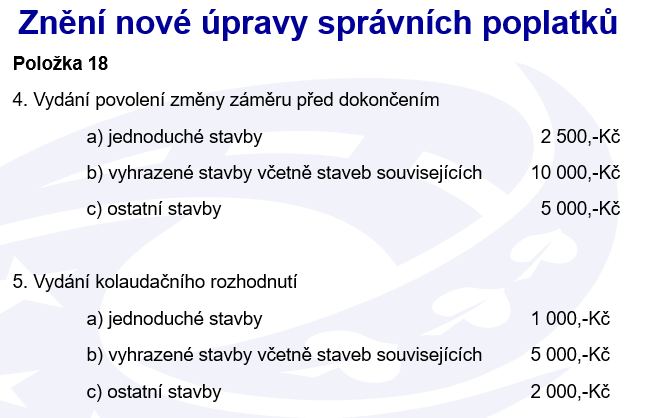 Znění nové úpravy správních poplatků
Položka 18
4. Vydání povolení změny záměru před dokončením
a) jednoduché stavby 2 500,-Kč
b) vyhrazené stavby včetně staveb souvisejících 10 000,-Kč
c) ostatní stavby 5 000,-Kč
5. Vydání kolaudačního rozhodnutí
a) jednoduché stavby 1 000,-Kč
b) vyhrazené stavby včetně staveb souvisejících 5 000,-Kč
c) ostatní stavby 2 000,-Kč